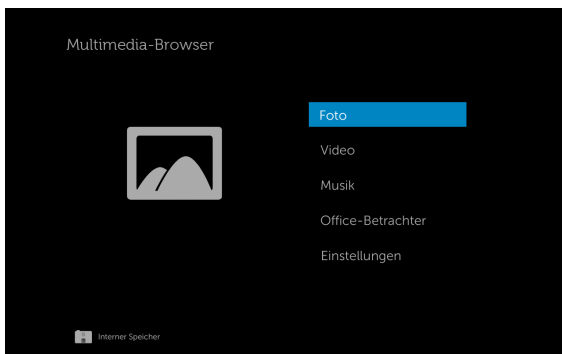 Multimedia-Browser
Foto
Video
Musik
Office-Betrachter
Einstellungen
Interner Speicher